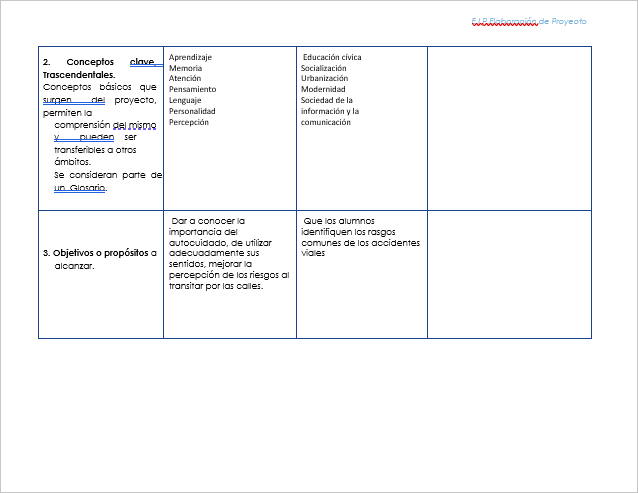 E.I.P. Elaboración de Proyecto
2. Conceptos clave,
Trascendentales.
Conceptos básicos que
surgen del proyecto,
permiten la
comprensión del mismo
y pueden ser
transferibles a otros
ámbitos.
Se consideran parte de
un Glosario.
Aprendizaje
Memoria
Atención
Pensamiento
Lenguaje
Personalidad
Percepción
Educación cívica
Socialización
Urbanización
Modernidad
Sociedad de la
información y la
comunicación
3. Objetivos o propósitos a
alcanzar.
Dar a conocer la
importancia del
autocuidado, de utilizar
adecuadamente sus
sentidos, mejorar la
percepción de los riesgos al
transitar por las calles.
Que los alumnos
identifiquen los rasgos
comunes de los accidentes
viales